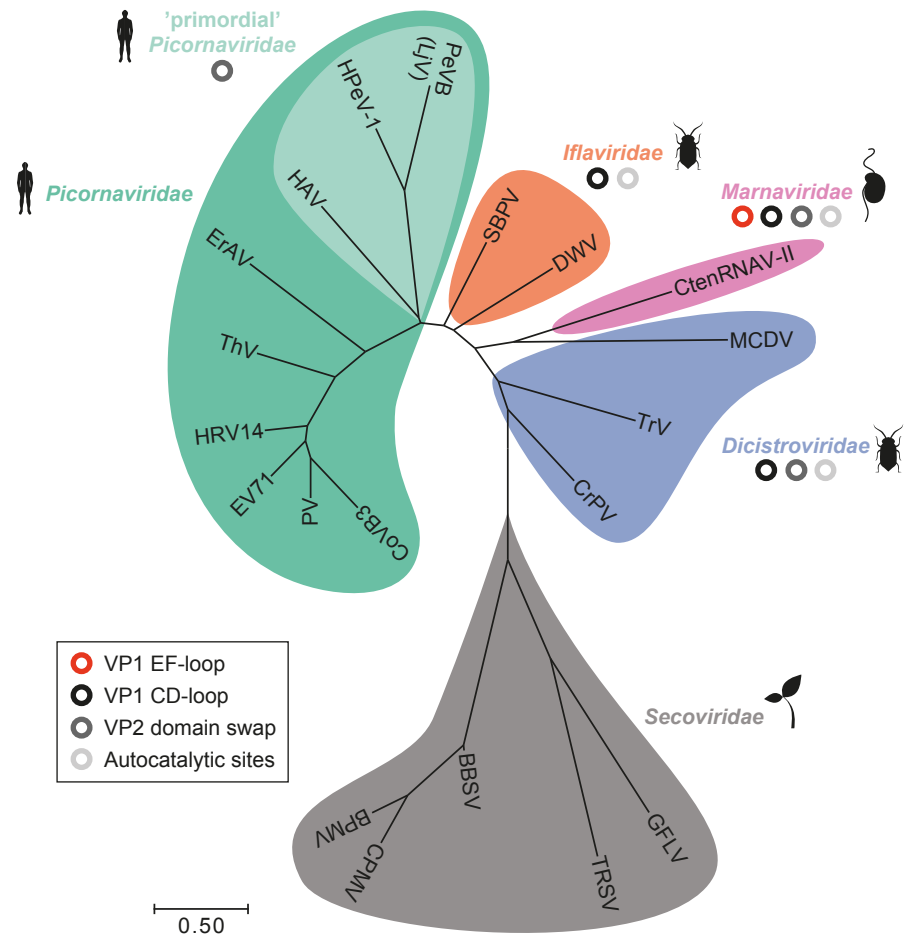 'primordial'
Picornaviridae
PeVB
(LjV)
HPeV-1
HAV
Picornaviridae
ErAV
ThV
HRV14
EV71
PV
CoVB3
Iflaviridae
SBPV
DWV
Marnaviridae
CtenRNAV-II
MCDV
TrV
CrPV
Dicistroviridae
VP1 EF-loop
VP1 CD-loop
VP2 domain swap
Autocatalytic sites
Secoviridae
BBSV
BPMV
CPMV
GFLV
TRSV
0.50